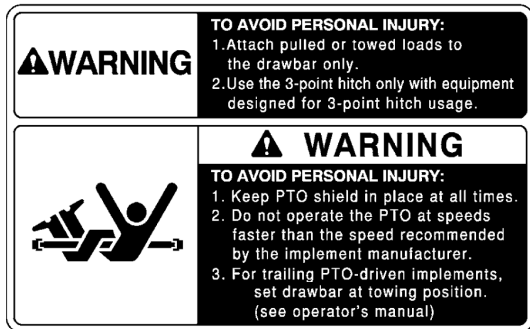 WARNING
TO AVOID PERSONAL INJURY:
1.Attach pulled or towed loads to
the drawbar only.
2.Use the 3-point hitch only with equipment
designed for 3-point hitch usage.
WARNING
TO AVOID PERSONAL INJURY:
1. Keep PTO shield in place at all times.
2. Do not operate the PTO at speeds
faster than the speed recommended
by the implement manufacturer.
3. For trailing PTO-driven implements,
set drawbar at towing position.
(see operator's manual)